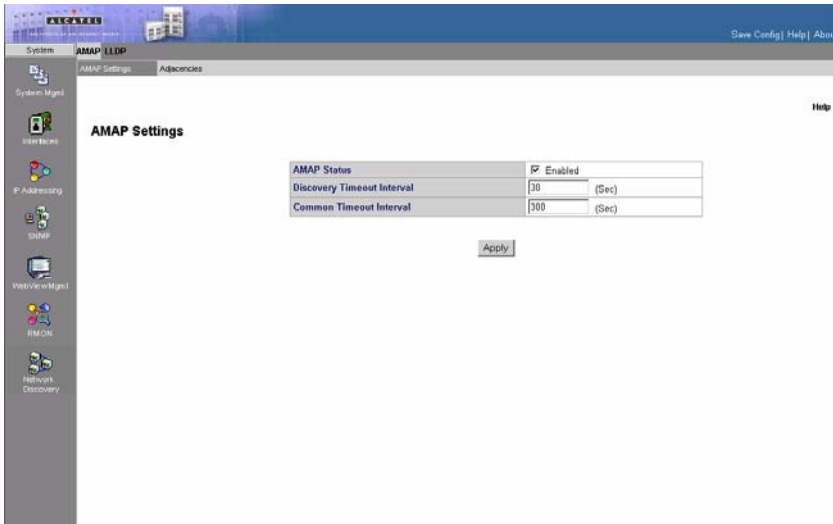 ALCATEL
Save Config| Help| Abou
System
AMAP LLDP
AMAP Settings Adjacencies
System Mgmt
Help
AMAP Settings
Interfaces
AMAP Status Enabled
Discovery Timeout Interval 30 (Sec)
Common Timeout Interval 300 (Sec)
IP Addressing
SNMP
Apply
WebViewMgmt
RMON
Network
Discovery